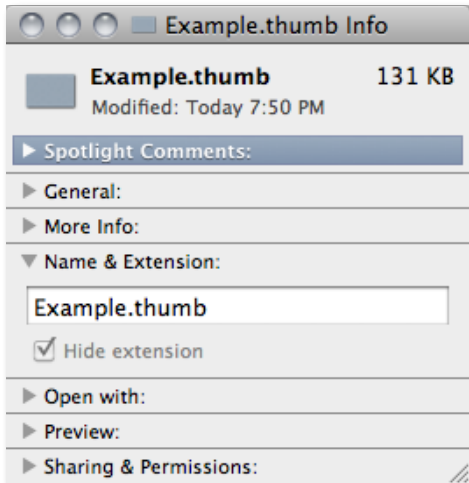 Example.thumb Info
Example.thumb 131 KB
Modified: Today 7:50 PM
Spotlight Comments:
General:
More Info:
Name & Extension:
Example.thumb
Hide extension
Open with:
Preview:
Sharing & Permissions: